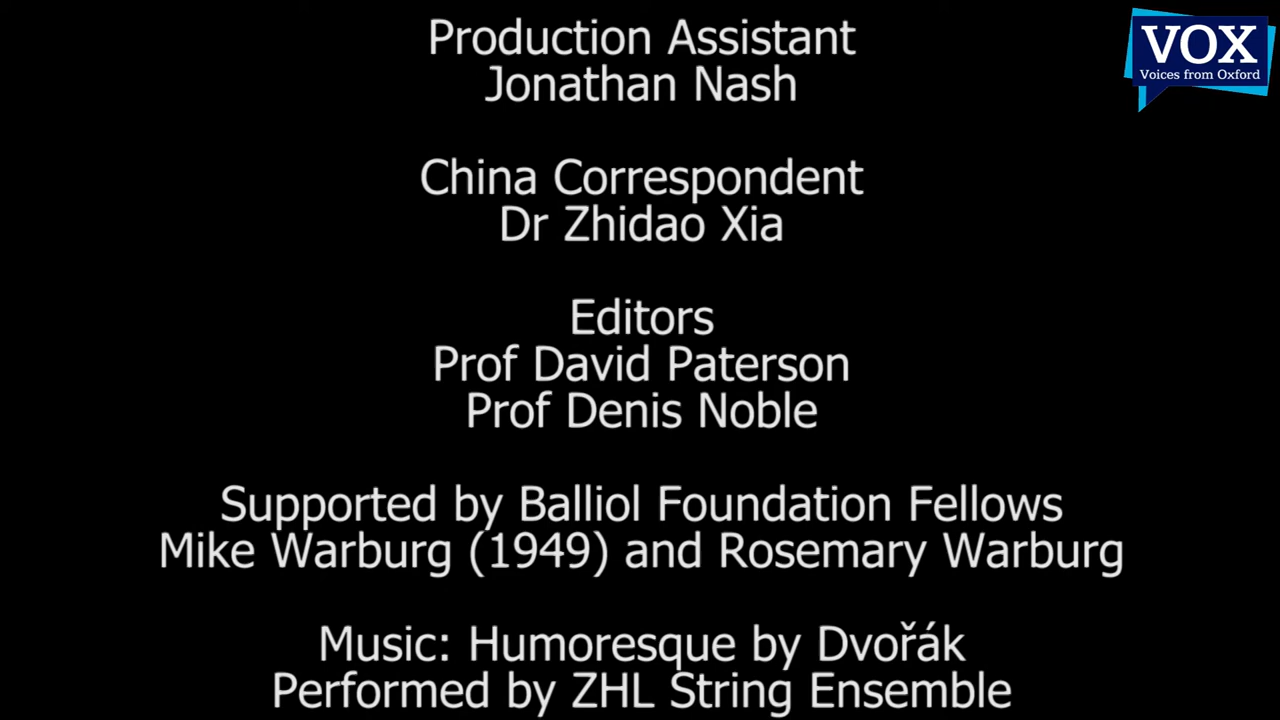 VOX
Voices from Oxford
Production Assistant
Jonathan Nash
China Correspondent
Dr Zhidao Xia
Editors
Prof David Paterson
Prof Denis Noble
Supported by Balliol Foundation Fellows
Mike Warburg (1949) and Rosemary Warburg
Music: Humoresque by Dvořák
Performed by ZHL String Ensemble